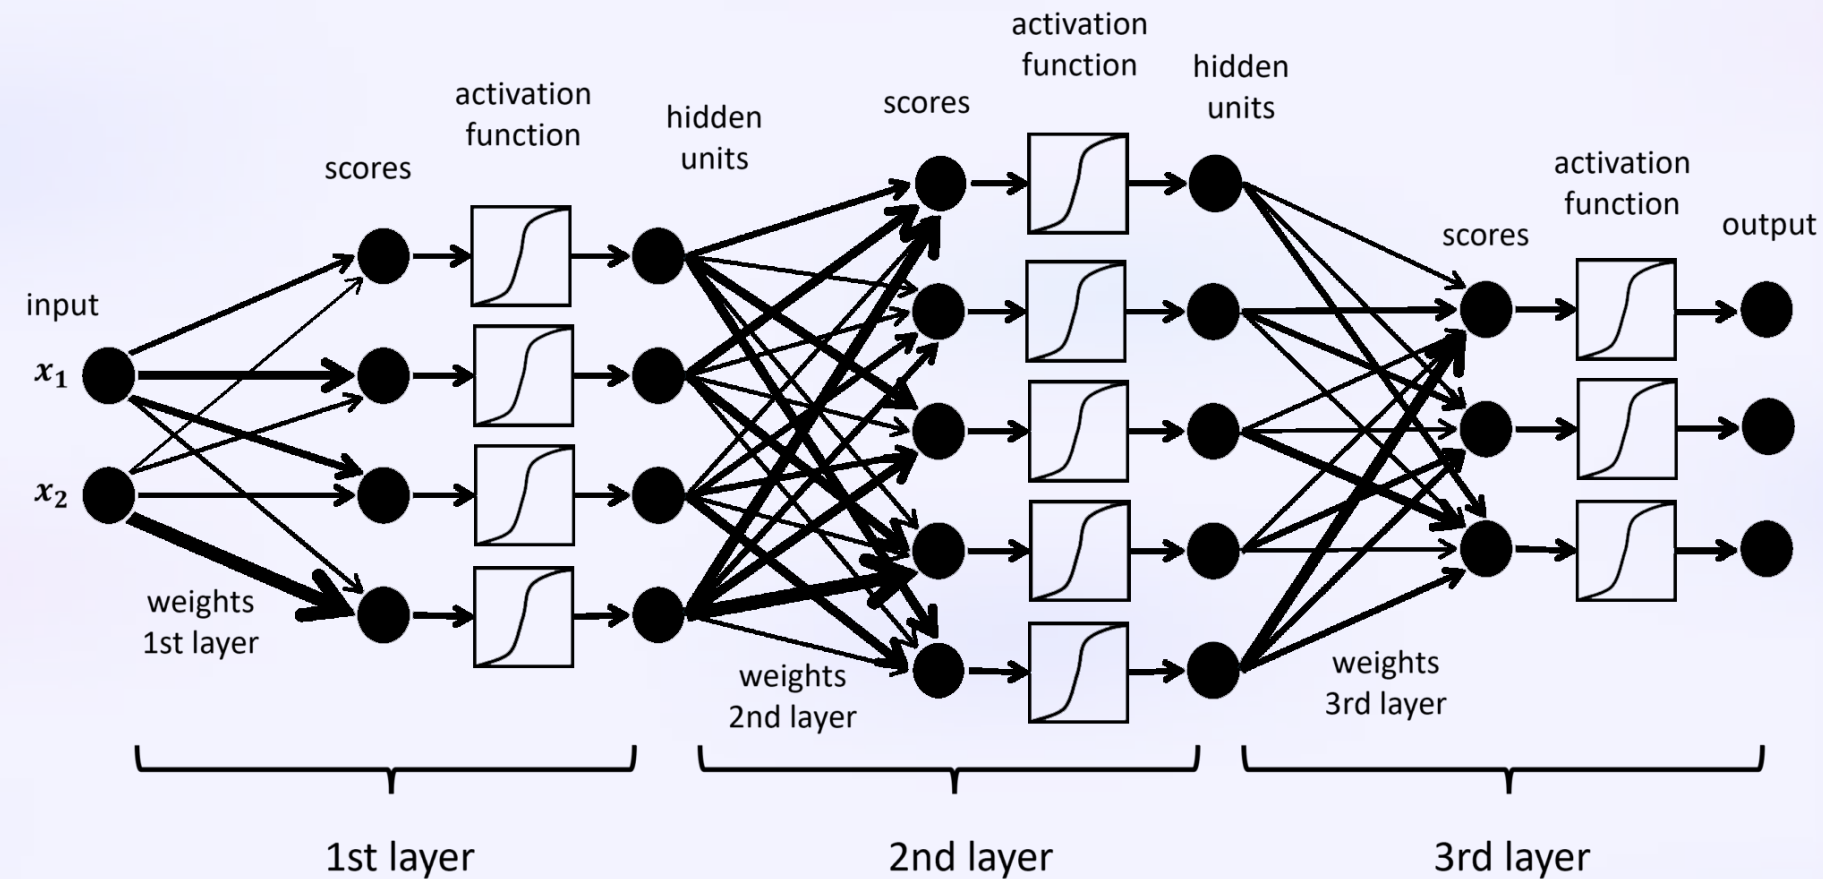 input
x₁
x₂
weights
1st layer
scores
activation
function
hidden
units
weights
2nd layer
scores
activation
function
hidden
units
weights
3rd layer
scores
activation
function
output
1st layer
2nd layer
3rd layer